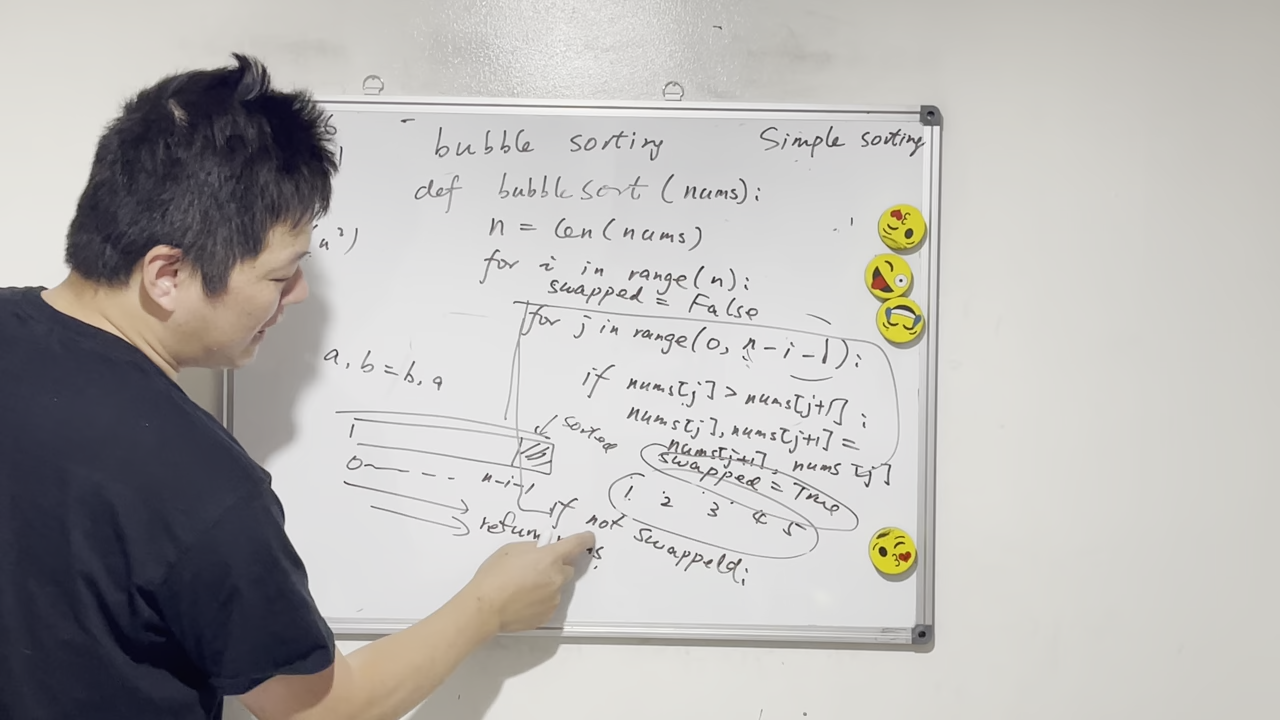 bubble sorting
Simple sorting
def bubblesort (nums):
n = len(nums)
for i in range(n):
swapped = False
for j in range(0, n-i-1):
if nums[j] > nums[j+1]:
nums[j], nums[j+1] =
nums[j+1], nums[j]
swapped = True
a, b = b, a
sorted
1
0 - - - n-i-1
1 2 3 4 5
if not swappeld:
return